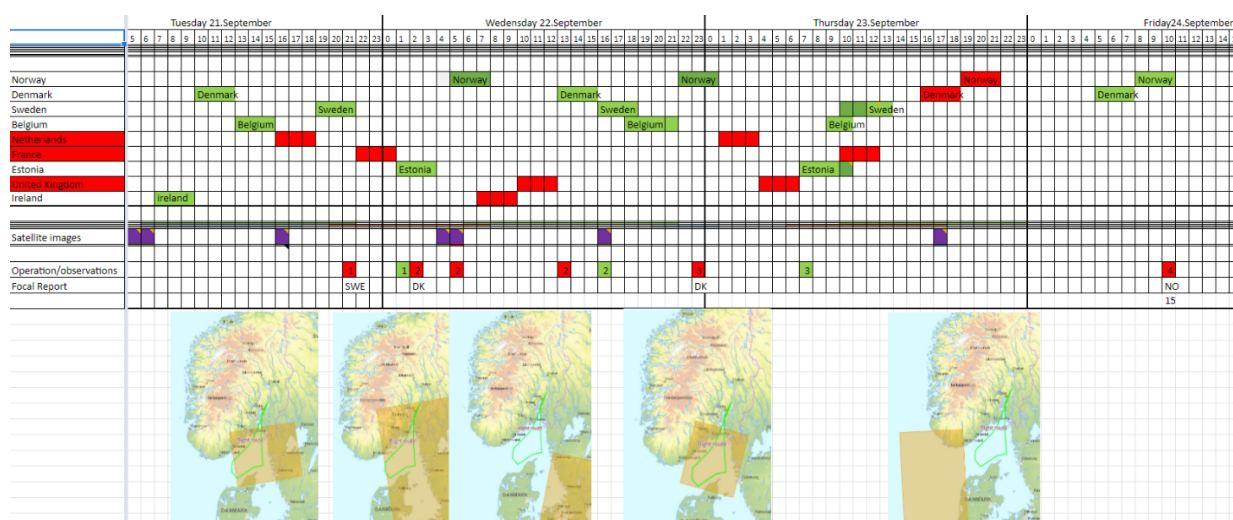 Tuesday 21.September Wedensday 22.September Thursday 23.September Friday24.September
5 6 7 8 9 10 11 12 13 14 15 16 17 18 19 20 21 22 23 0 1 2 3 4 5 6 7 8 9 10 11 12 13 14 15 16 17 18 19 20 21 22 23 0 1 2 3 4 5 6 7 8 9 10 11 12 13 14 15 16 17 18 19 20 21 22 23 0 1 2 3 4 5 6 7 8 9 10 11 12 13 14
Norway Norway Norway Norway Norway
Denmark Denmark Denmark Denmark Denmark
Sweden Sweden Sweden Sweden
Belgium Belgium Belgium Belgium
Netherlands
France
Estonia Estonia Estonia
United Kingdom
Ireland ireland
Satellite images
Operation/observations 1 1 2 2 2 2 3 3 4
Focal Report SWE DK DK NO
15